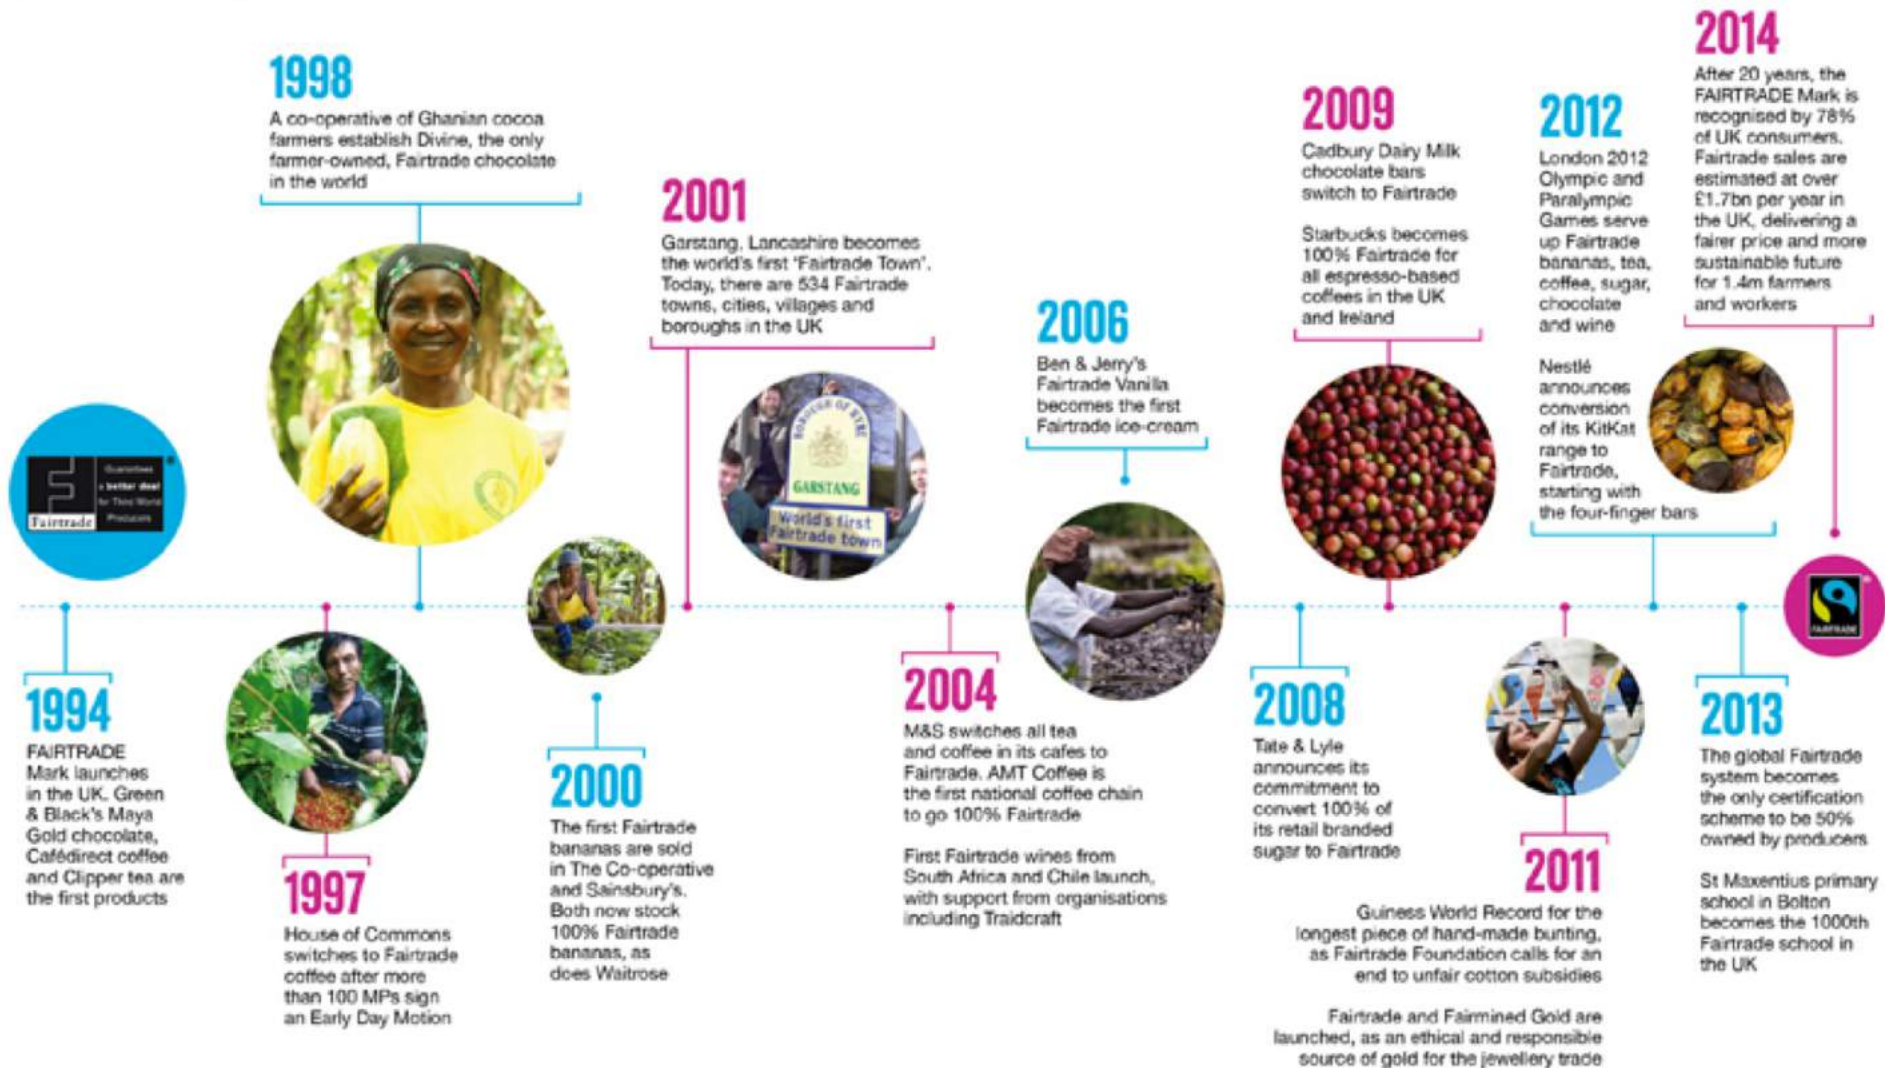 1998
A co-operative of Ghanian cocoa
farmers establish Divine, the only
farmer-owned, Fairtrade chocolate
in the world
2001
Garstang, Lancashire becomes
the world's first 'Fairtrade Town'.
Today, there are 534 Fairtrade
towns, cities, villages and
boroughs in the UK
2006
Ben & Jerry's
Fairtrade Vanilla
becomes the first
Fairtrade ice-cream
2009
Cadbury Dairy Milk
chocolate bars
switch to Fairtrade
Starbucks becomes
100% Fairtrade for
all espresso-based
coffees in the UK
and Ireland
2012
London 2012
Olympic and
Paralympic
Games serve
up Fairtrade
bananas, tea,
coffee, sugar,
chocolate
and wine
Nestlé
announces
conversion
of its KitKat
range to
Fairtrade,
starting with
the four-finger bars
2014
After 20 years, the
FAIRTRADE Mark is
recognised by 78%
of UK consumers.
Fairtrade sales are
estimated at over
£1.7bn per year in
the UK, delivering a
fairer price and more
sustainable future
for 1.4m farmers
and workers
Guarantees
a better deal
for Third World
Producers
Fairtrade
®
BOROUGH OF WYRE
GARSTANG
World's first
Fairtrade town
FAIRTRADE
®
1994
FAIRTRADE
Mark launches
in the UK. Green
& Black's Maya
Gold chocolate,
Cafédirect coffee
and Clipper tea are
the first products
1997
House of Commons
switches to Fairtrade
coffee after more
than 100 MPs sign
an Early Day Motion
2000
The first Fairtrade
bananas are sold
in The Co-operative
and Sainsbury's.
Both now stock
100% Fairtrade
bananas, as
does Waitrose
2004
M&S switches all tea
and coffee in its cafes to
Fairtrade. AMT Coffee is
the first national coffee chain
to go 100% Fairtrade
First Fairtrade wines from
South Africa and Chile launch,
with support from organisations
including Traidcraft
2008
Tate & Lyle
announces its
commitment to
convert 100% of
its retail branded
sugar to Fairtrade
2011
Guiness World Record for the
longest piece of hand-made bunting,
as Fairtrade Foundation calls for an
end to unfair cotton subsidies
Fairtrade and Fairmined Gold are
launched, as an ethical and responsible
source of gold for the jewellery trade
2013
The global Fairtrade
system becomes
the only certification
scheme to be 50%
owned by producers
St Maxentius primary
school in Bolton
becomes the 1000th
Fairtrade school in
the UK